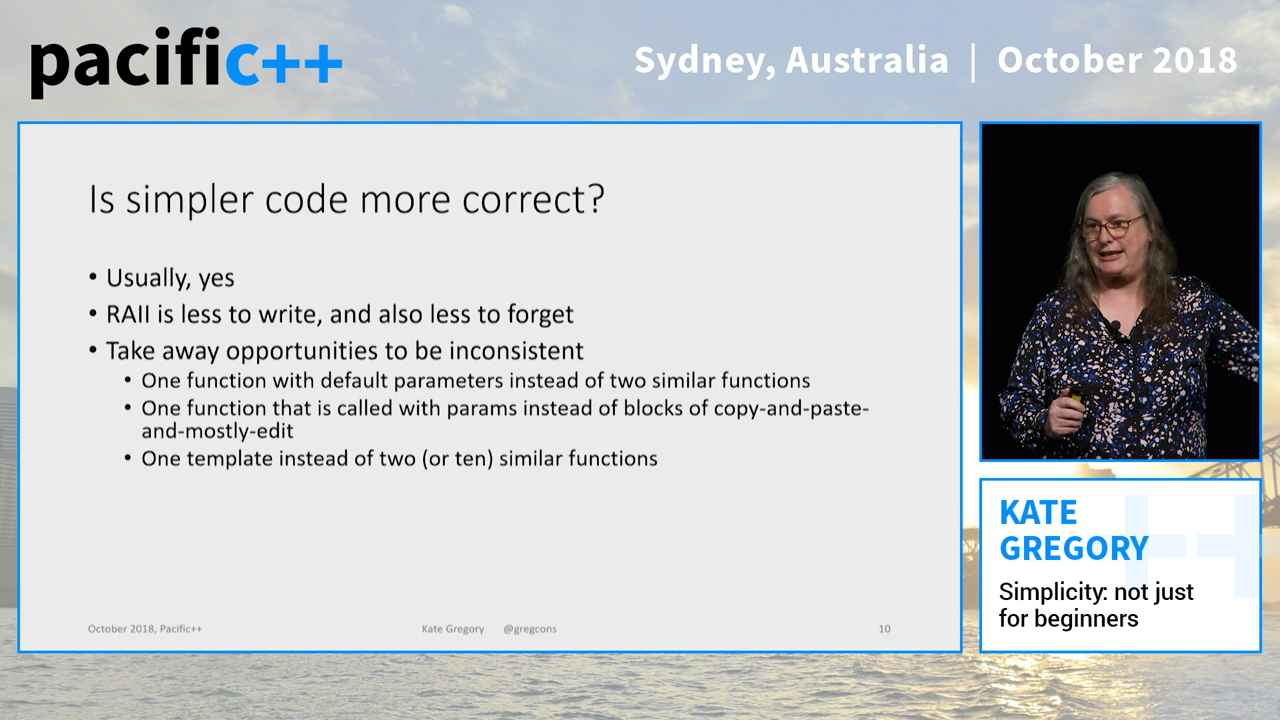 pacific++
Sydney, Australia | October 2018
Is simpler code more correct?
• Usually, yes
• RAII is less to write, and also less to forget
• Take away opportunities to be inconsistent
• One function with default parameters instead of two similar functions
• One function that is called with params instead of blocks of copy-and-paste-
and-mostly-edit
• One template instead of two (or ten) similar functions
October 2018, Pacific++
Kate Gregory @gregcons
10
KATE
GREGORY
Simplicity: not just
for beginners